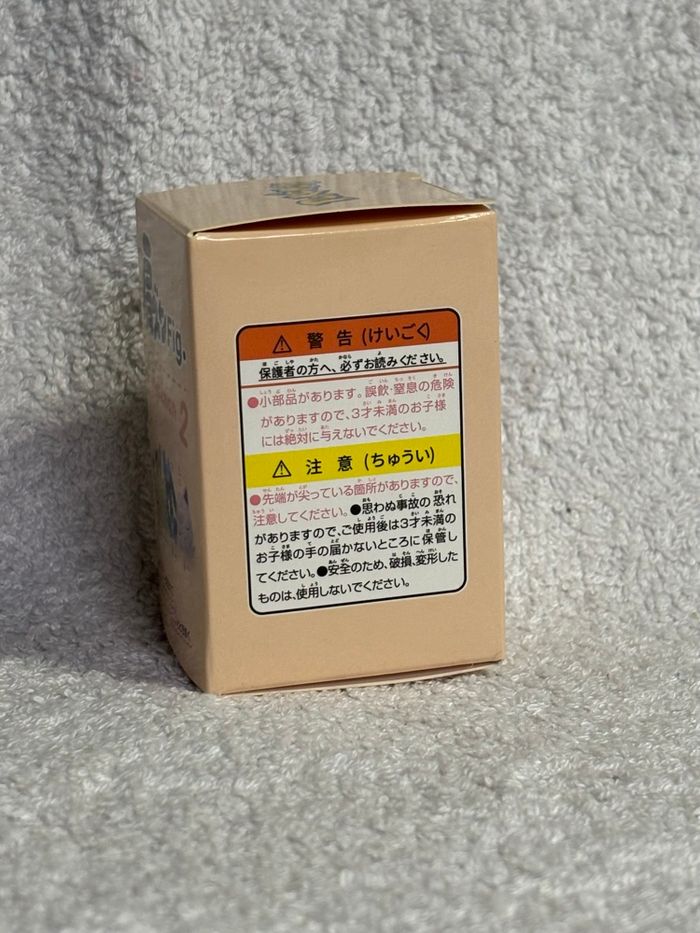 Fig.
2
警告(けいごく)
保護者の方へ、必ずお読みください。
●小部品があります。誤飲・窒息の危険
がありますので、3才未満のお子様
には絶対に与えないでください。
注意(ちゅうい)
●先端が尖っている箇所がありますので、
注意してください。●思わぬ事故の恐れ
がありますので、ご使用後は3才未満の
お子様の手の届かないところに保管し
てください。●安全のため、破損、変形した
ものは、使用しないでください。